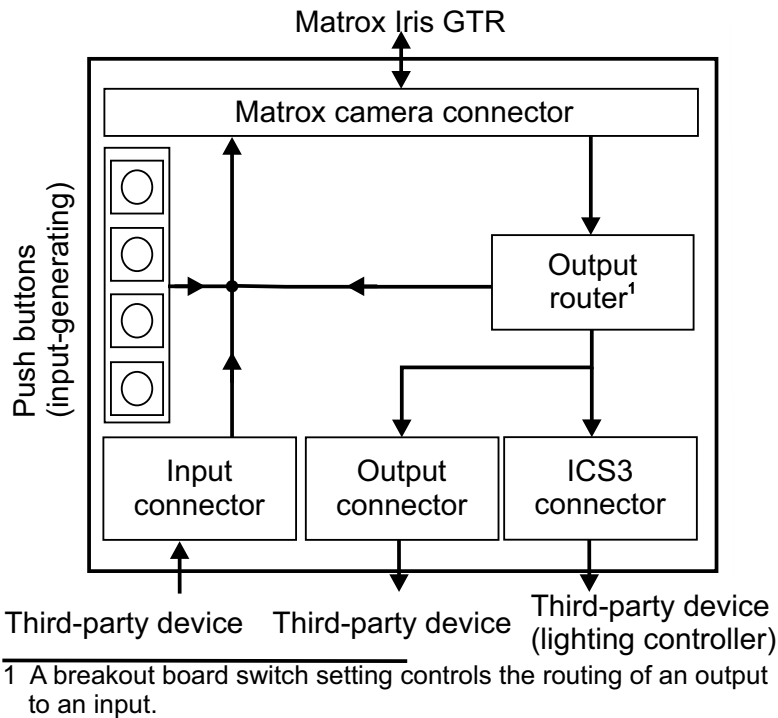 Matrox Iris GTR
Matrox camera connector
Push buttons
(input-generating)
Output
router¹
Input
connector
Output
connector
ICS3
connector
Third-party device
Third-party device
Third-party device
(lighting controller)
1 A breakout board switch setting controls the routing of an output
to an input.